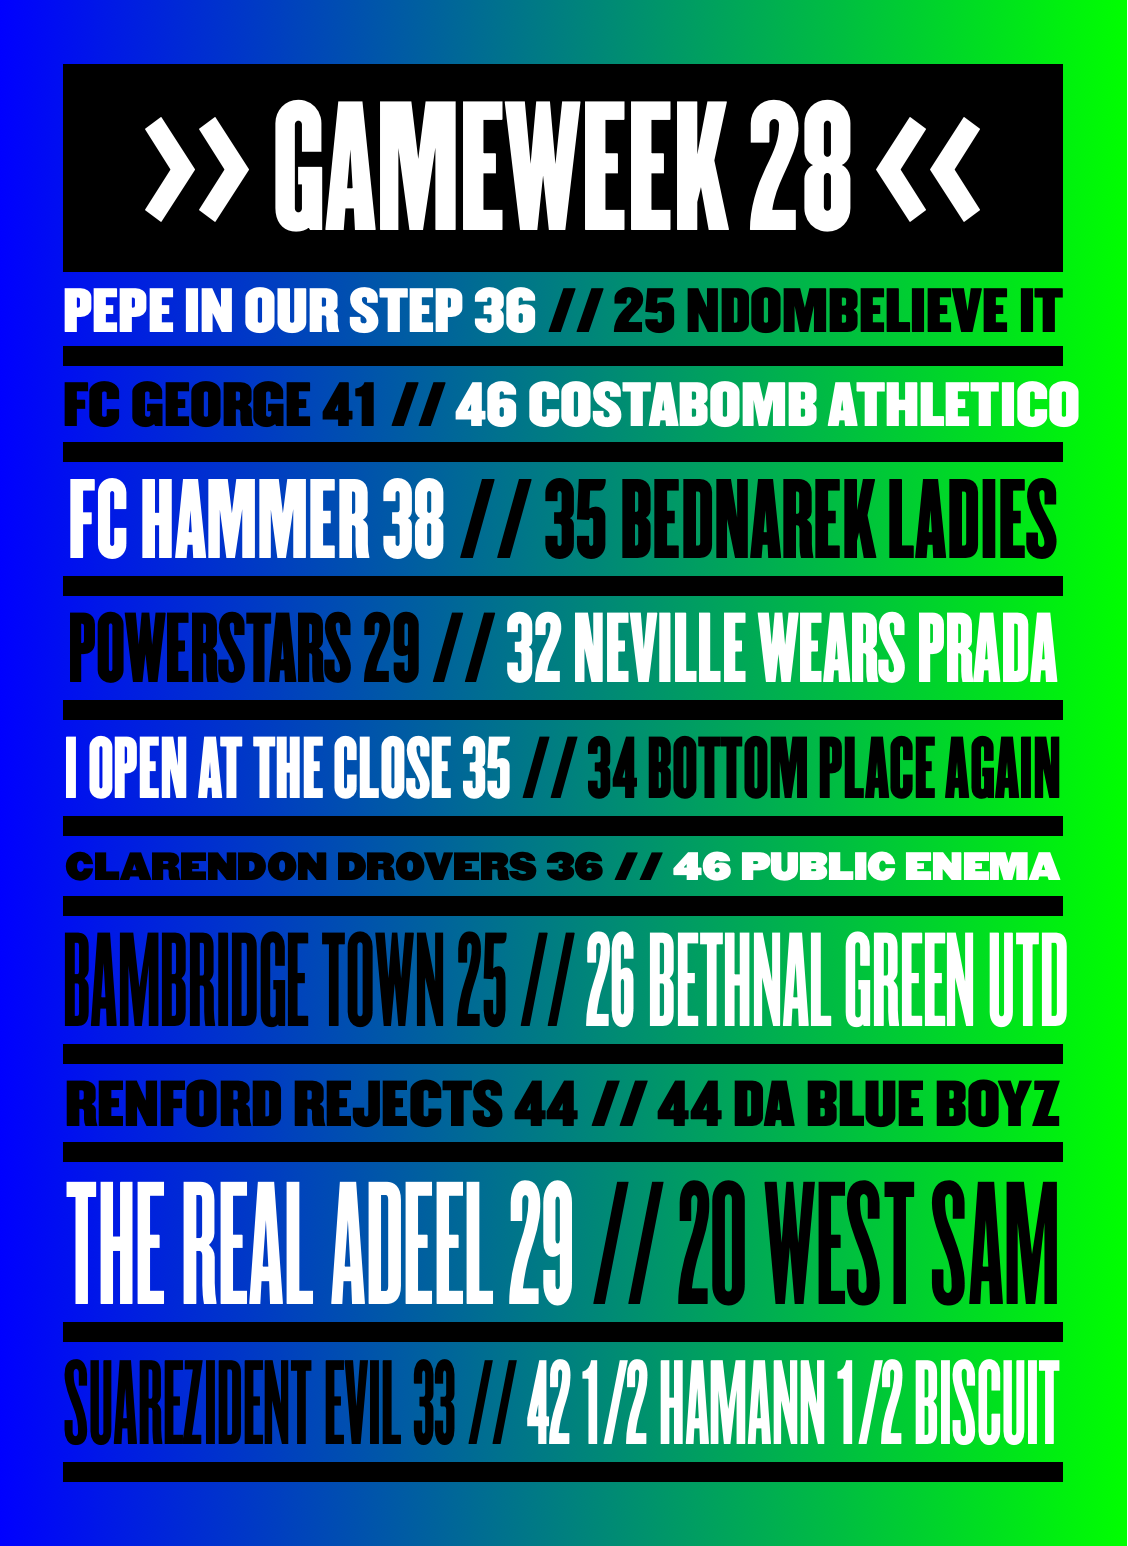 >> GAMEWEEK 28 <<
PEPE IN OUR STEP 36 // 25 NDOMBELIEVE IT
FC GEORGE 41 // 46 COSTABOMB ATHLETICO
FC HAMMER 38 // 35 BEDNAREK LADIES
POWERSTARS 29 // 32 NEVILLE WEARS PRADA
I OPEN AT THE CLOSE 35 // 34 BOTTOM PLACE AGAIN
CLARENDON DROVERS 36 // 46 PUBLIC ENEMA
BAMBRIDGE TOWN 25 // 26 BETHNAL GREEN UTD
RENFORD REJECTS 44 // 44 DA BLUE BOYZ
THE REAL ADEEL 29 // 20 WEST SAM
SUAREZIDENT EVIL 33 // 42 1/2 HAMANN 1/2 BISCUIT